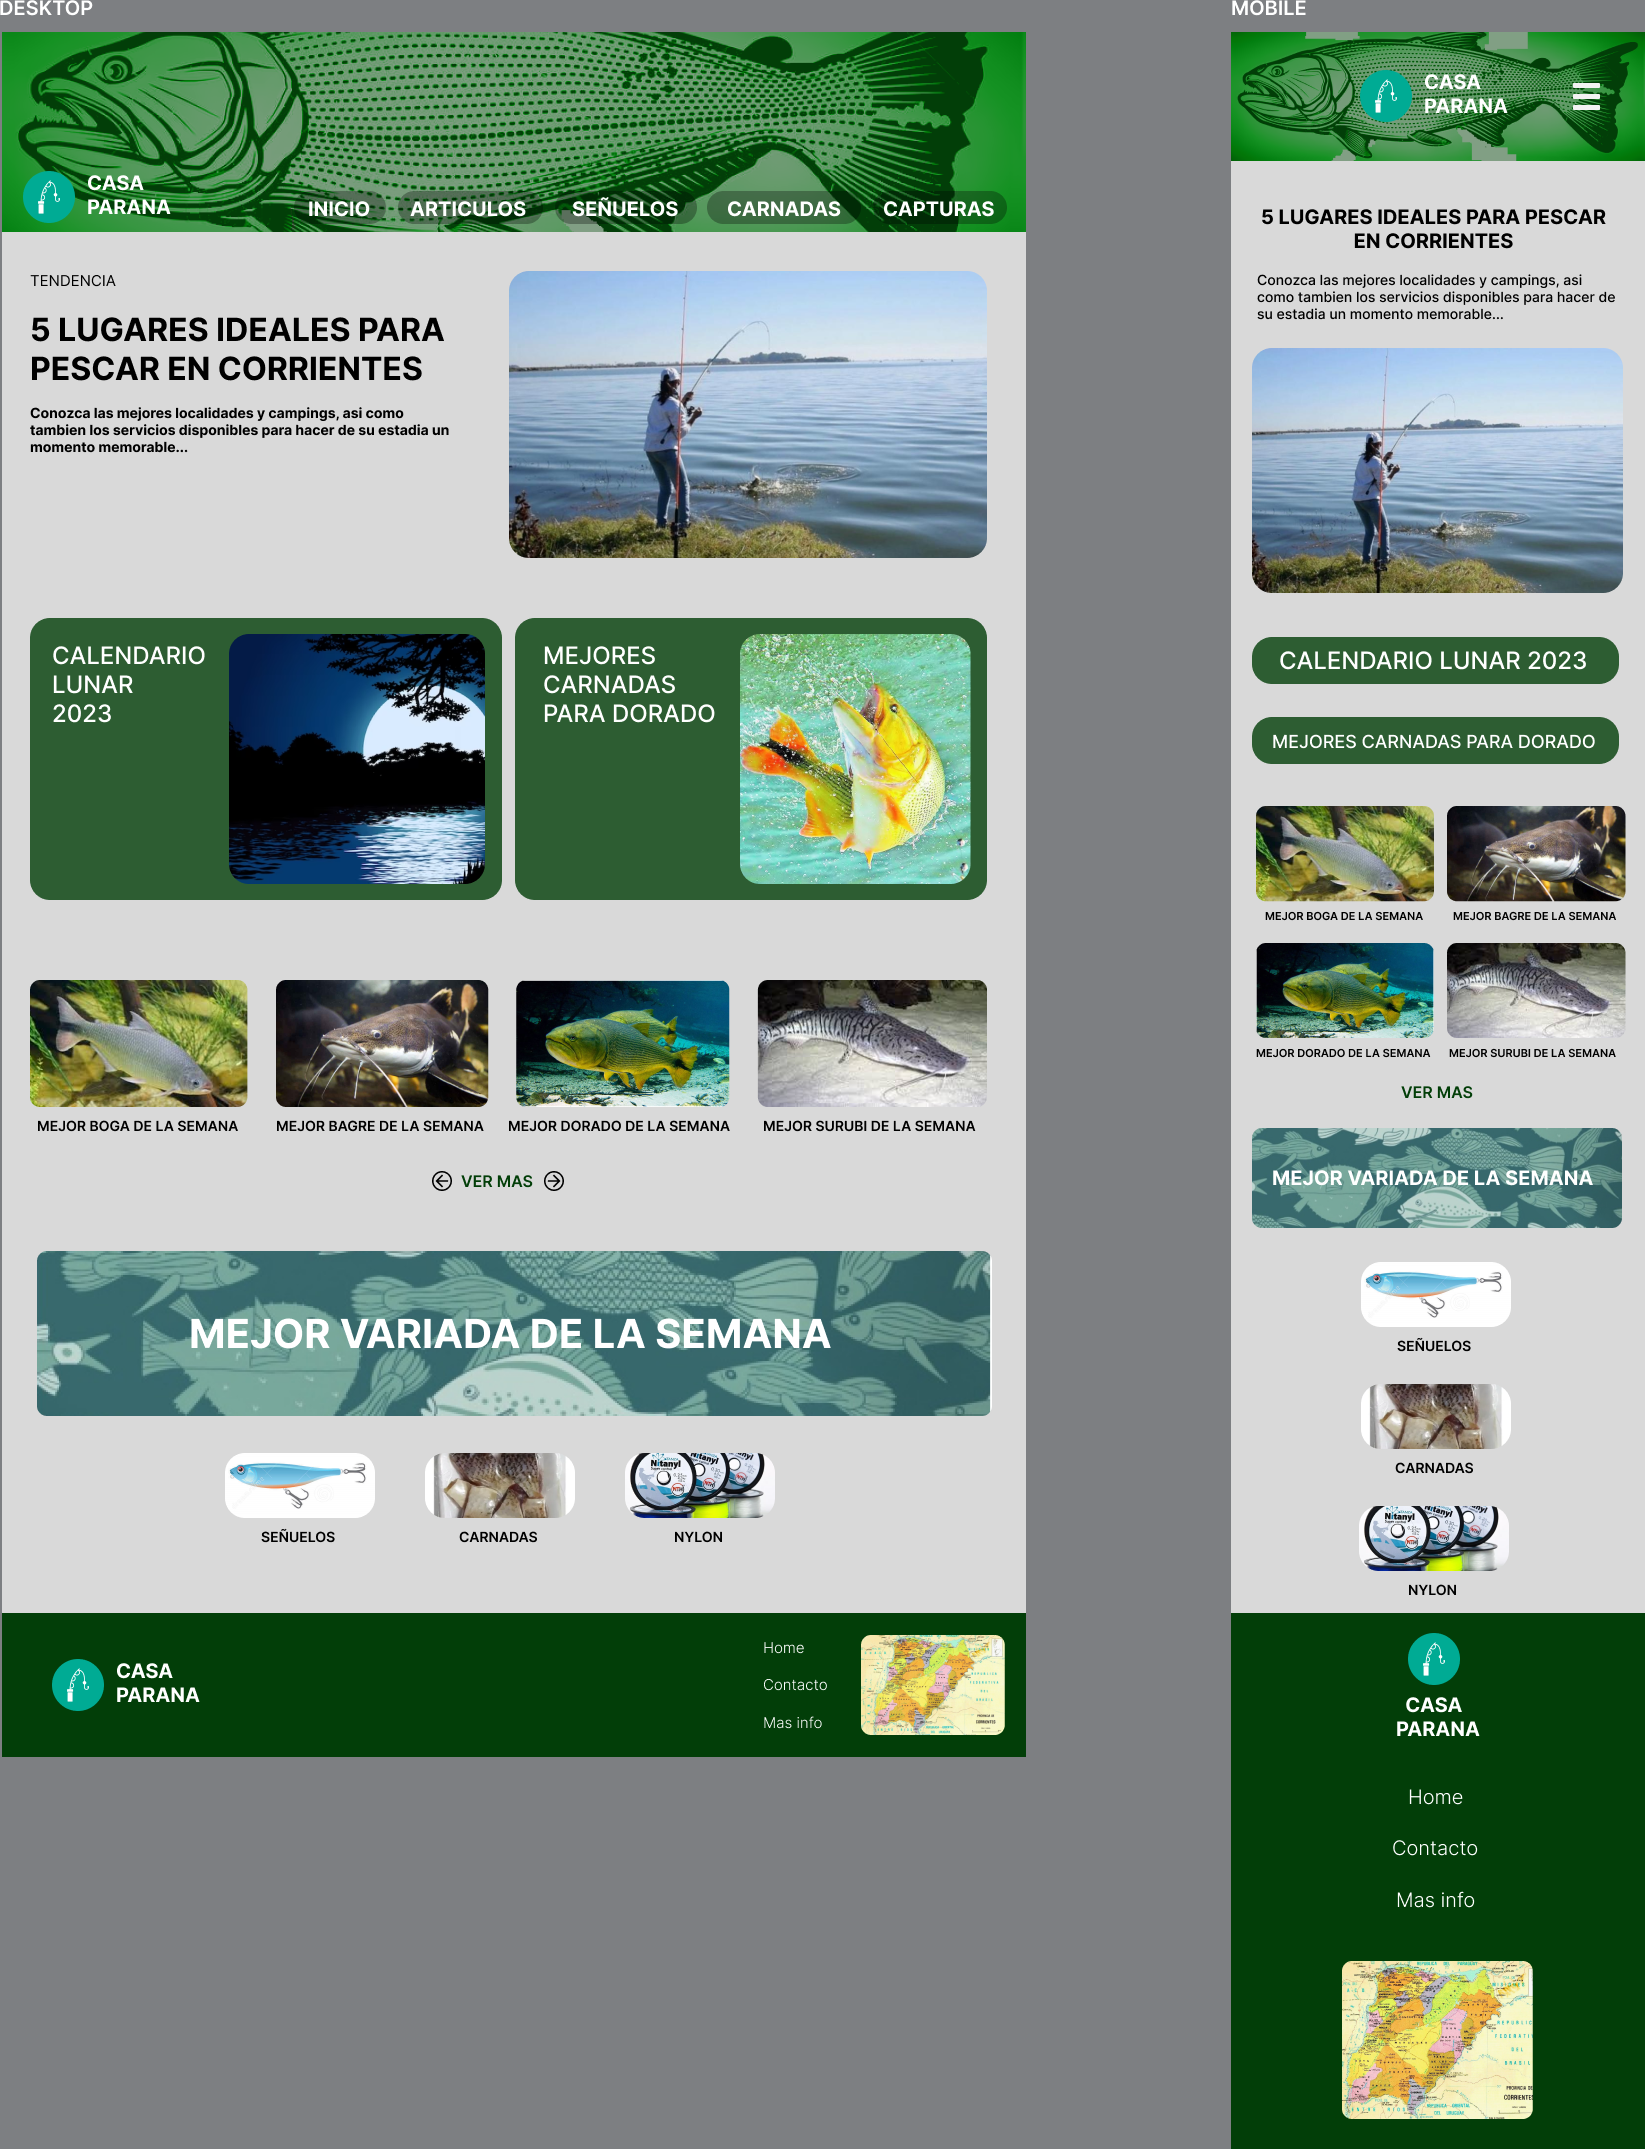 DESKTOP
CASA
PARANA
INICIO
ARTICULOS
SEÑUELOS
CARNADAS
CAPTURAS
TENDENCIA
5 LUGARES IDEALES PARA
PESCAR EN CORRIENTES
Conozca las mejores localidades y campings, asi como
tambien los servicios disponibles para hacer de su estadia un
momento memorable...
CALENDARIO
LUNAR
2023
MEJORES
CARNADAS
PARA DORADO
MEJOR BOGA DE LA SEMANA
MEJOR BAGRE DE LA SEMANA
MEJOR DORADO DE LA SEMANA
MEJOR SURUBI DE LA SEMANA
VER MAS
MEJOR VARIADA DE LA SEMANA
Nitanyl
SEÑUELOS
CARNADAS
NYLON
CASA
PARANA
Home
Contacto
Mas info
CORRIENTES
MOBILE
CASA
PARANA
5 LUGARES IDEALES PARA PESCAR
EN CORRIENTES
Conozca las mejores localidades y campings, asi
como tambien los servicios disponibles para hacer de
su estadia un momento memorable...
CALENDARIO LUNAR 2023
MEJORES CARNADAS PARA DORADO
MEJOR BOGA DE LA SEMANA
MEJOR BAGRE DE LA SEMANA
MEJOR DORADO DE LA SEMANA
MEJOR SURUBI DE LA SEMANA
VER MAS
MEJOR VARIADA DE LA SEMANA
SEÑUELOS
CARNADAS
Nitanyl
NYLON
CASA
PARANA
Home
Contacto
Mas info
PROVINCIA DE
CORRIENTES